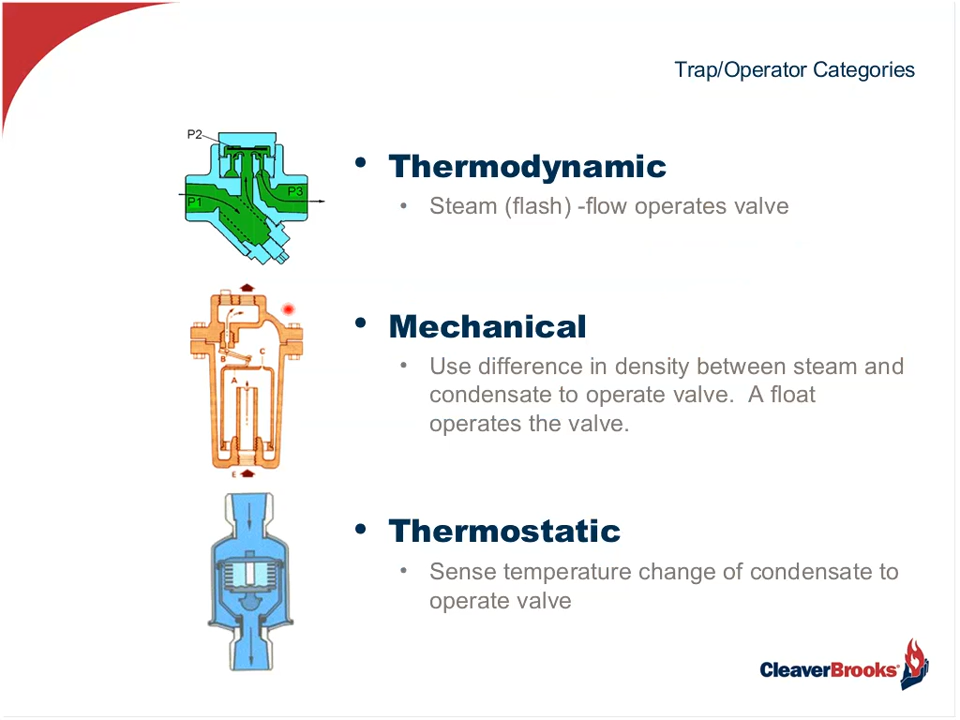 Trap/Operator Categories
P2
P1
P3
• Thermodynamic
• Steam (flash) -flow operates valve
B
C
A
E
• Mechanical
• Use difference in density between steam and
condensate to operate valve.  A float
operates the valve.
• Thermostatic
• Sense temperature change of condensate to
operate valve
CleaverBrooks®